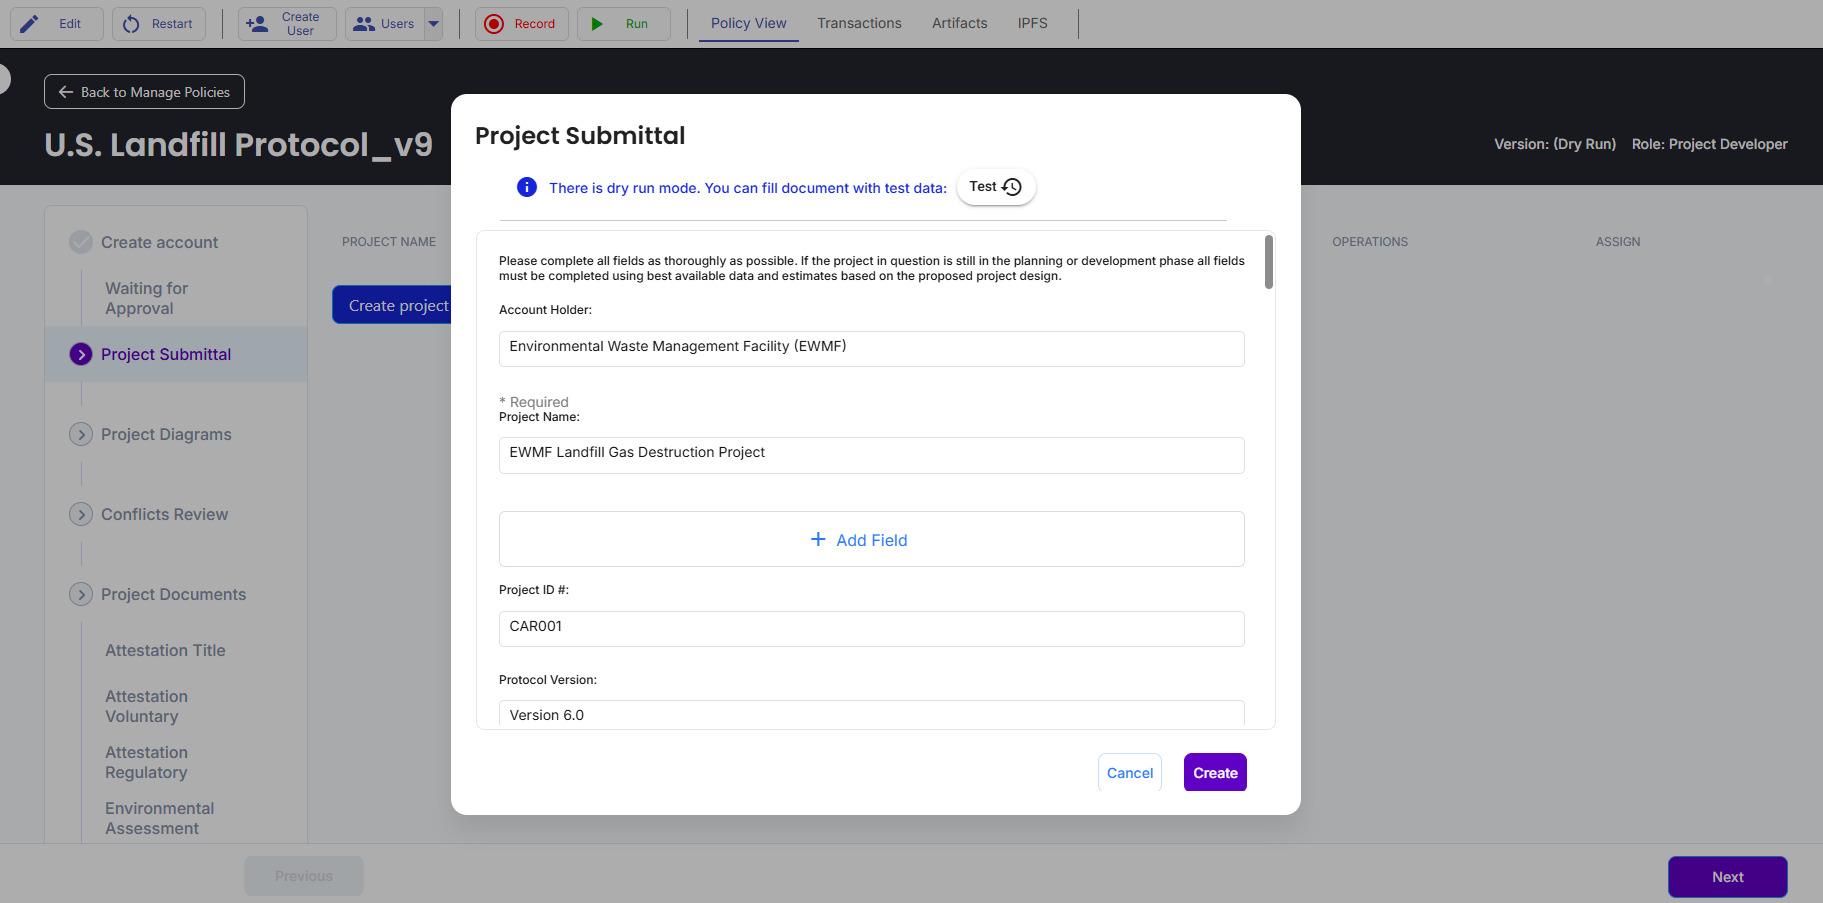 Edit
Restart
Create
User
Users
Record
Run
Policy View
Transactions
Artifacts
IPFS
Back to Manage Policies
U.S. Landfill Protocol_v9
Version: (Dry Run)
Role: Project Developer
Create account
Waiting for
Approval
Project Submittal
Project Diagrams
Conflicts Review
Project Documents
Attestation Title
Attestation
Voluntary
Attestation
Regulatory
Environmental
Assessment
PROJECT NAME
OPERATIONS
ASSIGN
Create project
Project Submittal
There is dry run mode. You can fill document with test data:
Test
Please complete all fields as thoroughly as possible. If the project in question is still in the planning or development phase all fields
must be completed using best available data and estimates based on the proposed project design.
Account Holder:
Environmental Waste Management Facility (EWMF)
* Required
Project Name:
EWMF Landfill Gas Destruction Project
+ Add Field
Project ID #:
CAR001
Protocol Version:
Version 6.0
Cancel
Create
Previous
Next